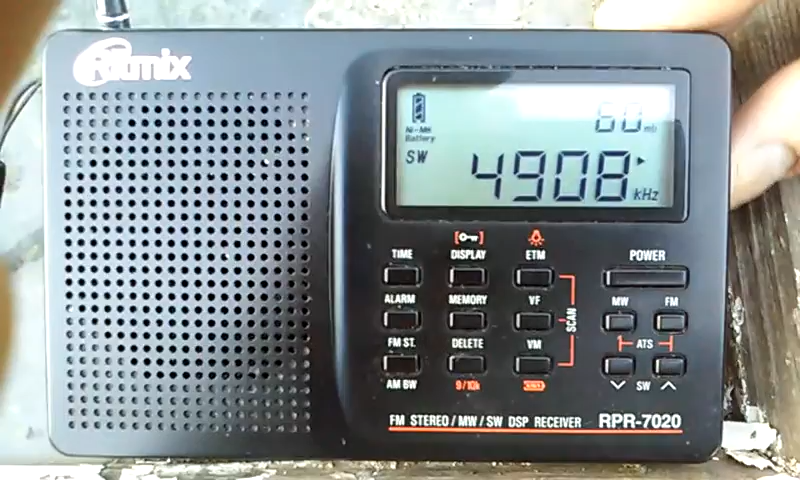 Ritmix
60 mb
Ni-MH
Battery
SW
4908 kHz
TIME DISPLAY ETM POWER
ALARM MEMORY VF MW FM
SCAN
FM ST. DELETE VM ATS
AM BW 9/10k SW
FM STEREO / MW / SW DSP RECEIVER RPR-7020